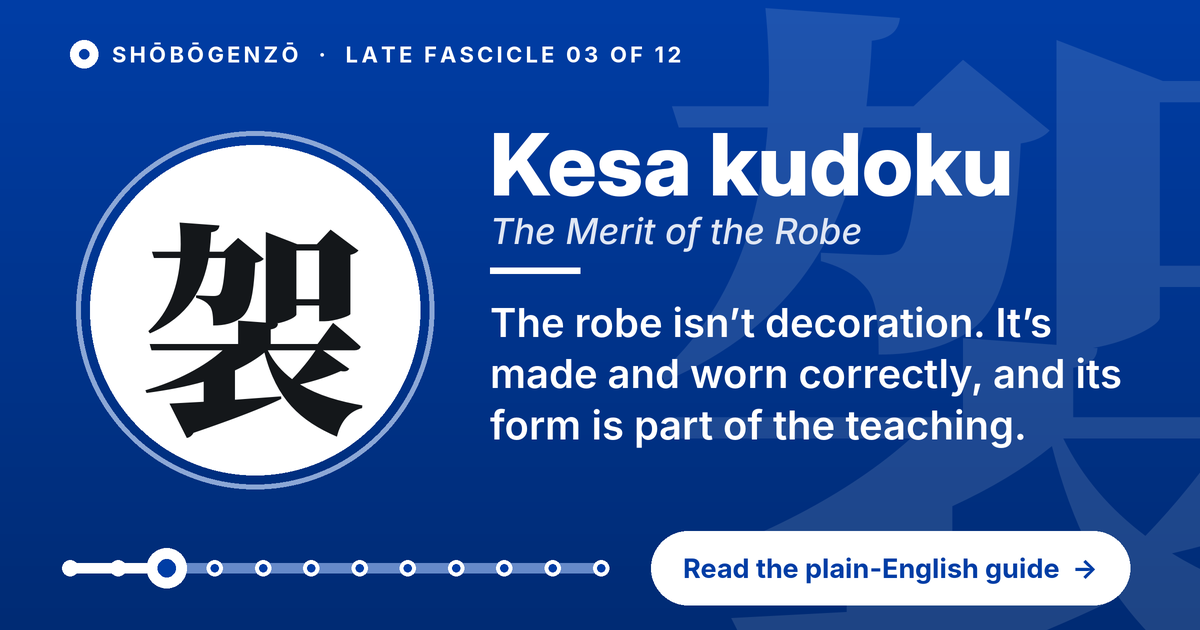 SHŌBŌGENZŌ · LATE FASCICLE 03 OF 12
袈
Kesa kudoku
The Merit of the Robe
The robe isn’t decoration. It’s
made and worn correctly, and its
form is part of the teaching.
Read the plain-English guide →